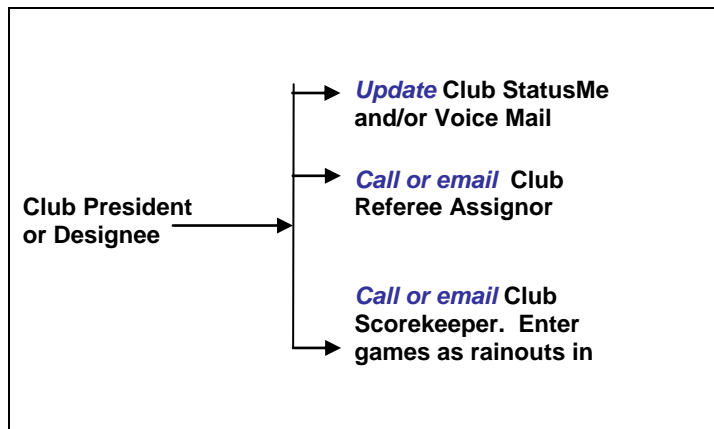 Update Club StatusMe
and/or Voice Mail
Call or email Club
Referee Assignor
Club President
or Designee
Call or email Club
Scorekeeper. Enter
games as rainouts in